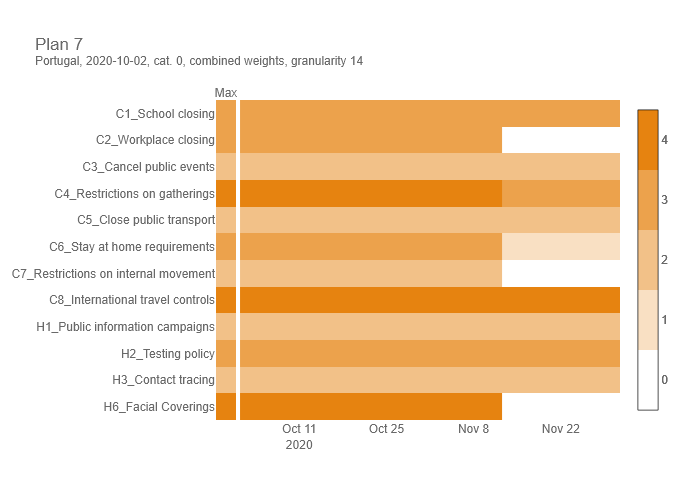 Plan 7
Portugal, 2020-10-02, cat. 0, combined weights, granularity 14
Max
C1_School closing
C2_Workplace closing
C3_Cancel public events
C4_Restrictions on gatherings
C5_Close public transport
C6_Stay at home requirements
C7_Restrictions on internal movement
C8_International travel controls
H1_Public information campaigns
H2_Testing policy
H3_Contact tracing
H6_Facial Coverings
Oct 11 Oct 25 Nov 8 Nov 22
2020
4
3
2
1
0